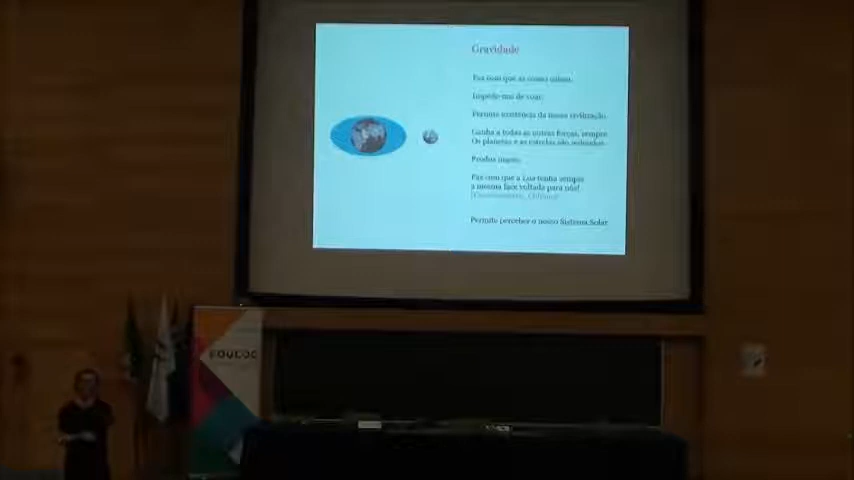 Gravidade
Faz com que as coisas caiam.
Impede-nos de voar.
Permite existência da nossa civilização.
Ganha a todas as outras forças, sempre.
Os planetas e as estrelas são redondos.
Produz marés.
Faz com que a Lua tenha sempre
a mesma face voltada para nós!
Permite perceber o nosso Sistema Solar